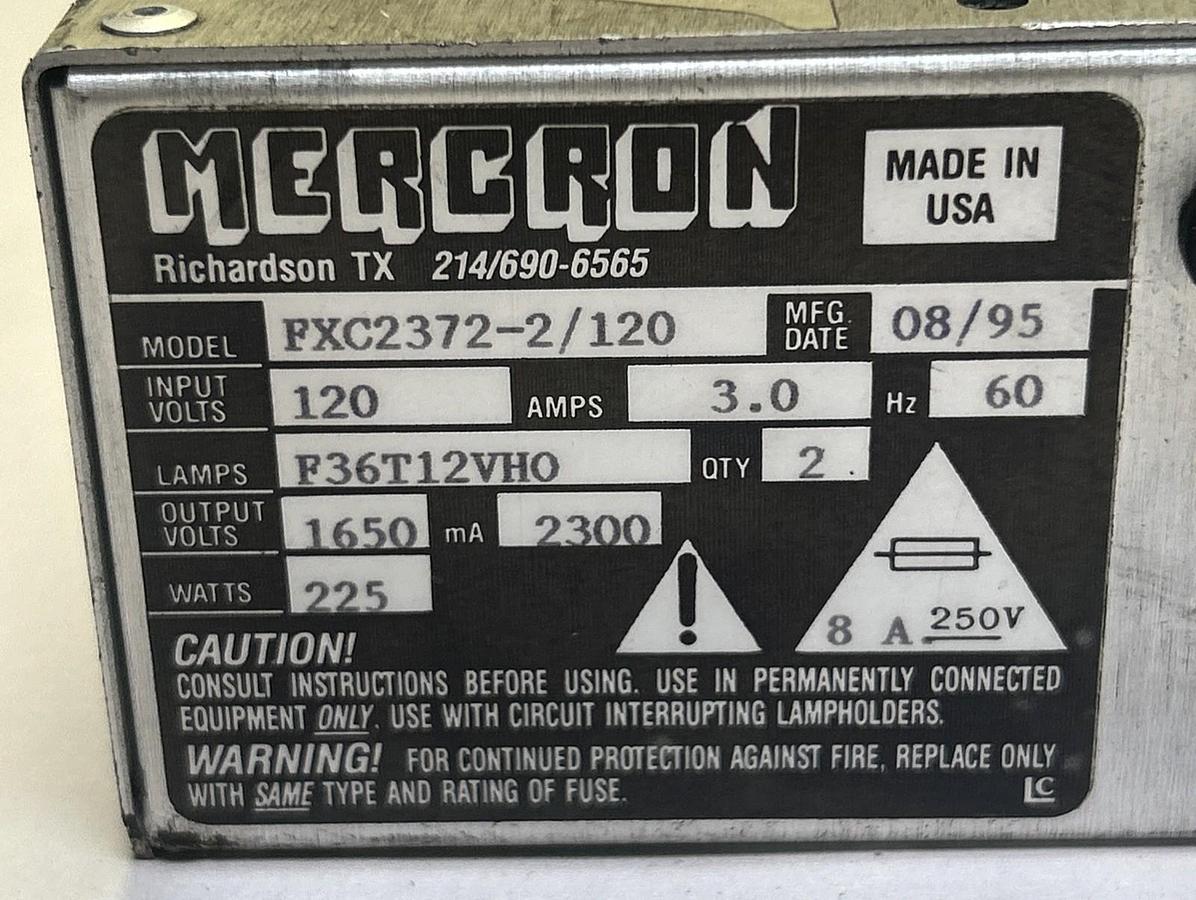 MERCRON
MADE IN
USA
Richardson TX 214/690-6565
MODEL FXC2372-2/120 MFG. DATE 08/95
INPUT VOLTS 120 AMPS 3.0 Hz 60
LAMPS F36T12VHO QTY 2
OUTPUT VOLTS 1650 mA 2300
WATTS 225
8 A 250V
CAUTION!
CONSULT INSTRUCTIONS BEFORE USING. USE IN PERMANENTLY CONNECTED
EQUIPMENT ONLY. USE WITH CIRCUIT INTERRUPTING LAMPHOLDERS.
WARNING! FOR CONTINUED PROTECTION AGAINST FIRE, REPLACE ONLY
WITH SAME TYPE AND RATING OF FUSE.
LC